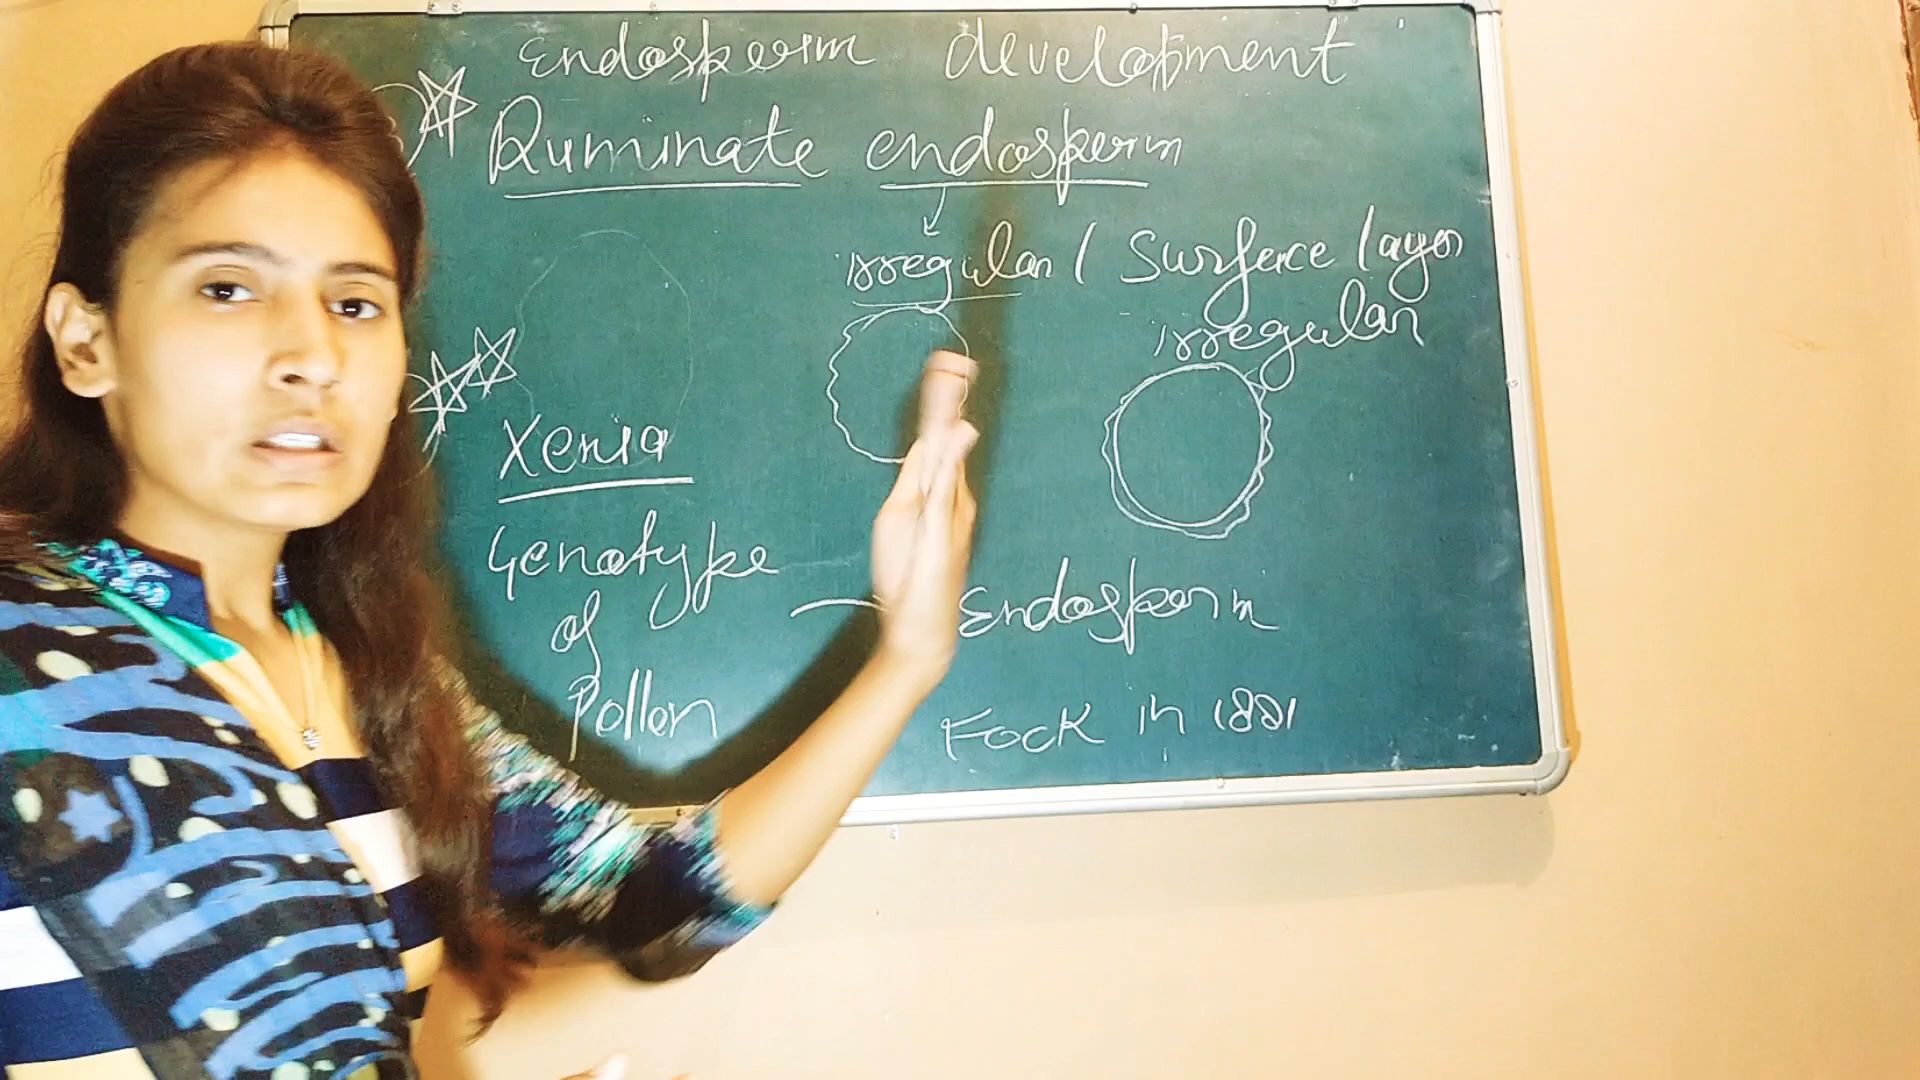 Endosperm development
Ruminate endosperm
irregular / Surface layer
irregular
Xenia
Genotype
of
Pollen
Endosperm
Fock in 1881